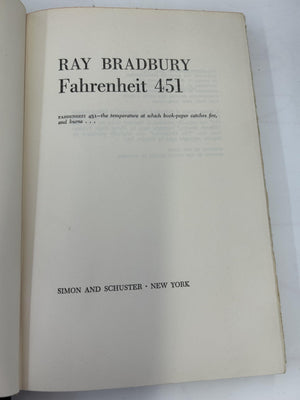 RAY BRADBURY
Fahrenheit 451
FAHRENHEIT 451—the temperature at which book-paper catches fire,
and burns . . .
SIMON AND SCHUSTER • NEW YORK